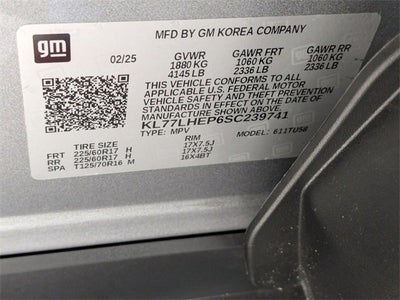 gm
MFD BY GM KOREA COMPANY
02/25 GVWR GAWR FRT GAWR RR
1880 KG 1060 KG 1060 KG
4145 LB 2336 LB 2336 LB
THIS VEHICLE CONFORMS TO ALL
APPLICABLE U.S. FEDERAL MOTOR
VEHICLE SAFETY AND THEFT PREVENTION
STANDARDS IN EFFECT ON THE DATE OF
MANUFACTURE SHOWN ABOVE.
KL77LHEP6SC239741
TYPE: MPV MODEL: 611TU58
TIRE SIZE RIM
FRT 225/60R17 H 17X7.5J
RR 225/60R17 H 17X7.5J
SPA T125/70R16 M 16X4BT